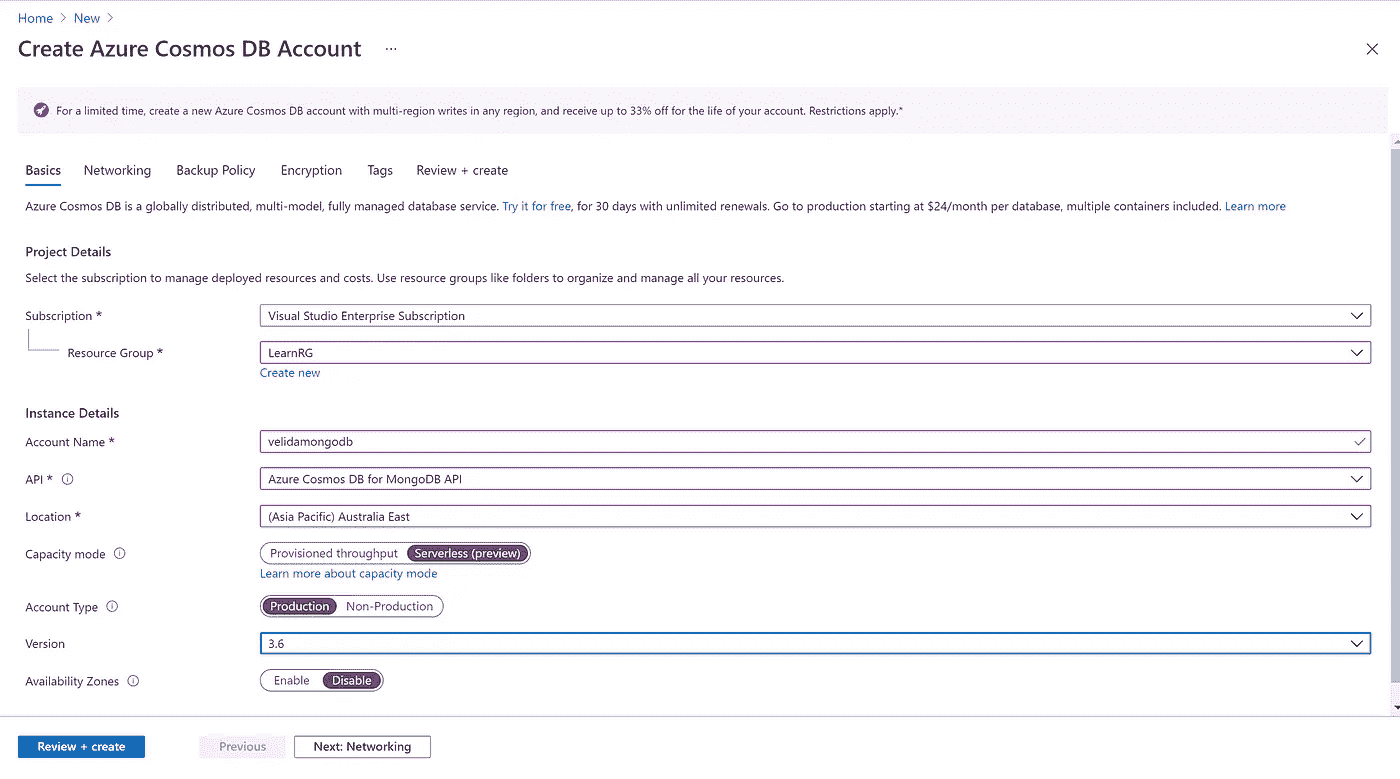 Home > New >
Create Azure Cosmos DB Account ...
For a limited time, create a new Azure Cosmos DB account with multi-region writes in any region, and receive up to 33% off for the life of your account. Restrictions apply.*
Basics Networking Backup Policy Encryption Tags Review + create
Azure Cosmos DB is a globally distributed, multi-model, fully managed database service. Try it for free, for 30 days with unlimited renewals. Go to production starting at $24/month per database, multiple containers included. Learn more
Project Details
Select the subscription to manage deployed resources and costs. Use resource groups like folders to organize and manage all your resources.
Subscription * Visual Studio Enterprise Subscription
Resource Group * LearnRG
Create new
Instance Details
Account Name * velidamongodb
API * Azure Cosmos DB for MongoDB API
Location * (Asia Pacific) Australia East
Capacity mode Provisioned throughput Serverless (preview)
Learn more about capacity mode
Account Type Production Non-Production
Version 3.6
Availability Zones Enable Disable
Review + create Previous Next: Networking